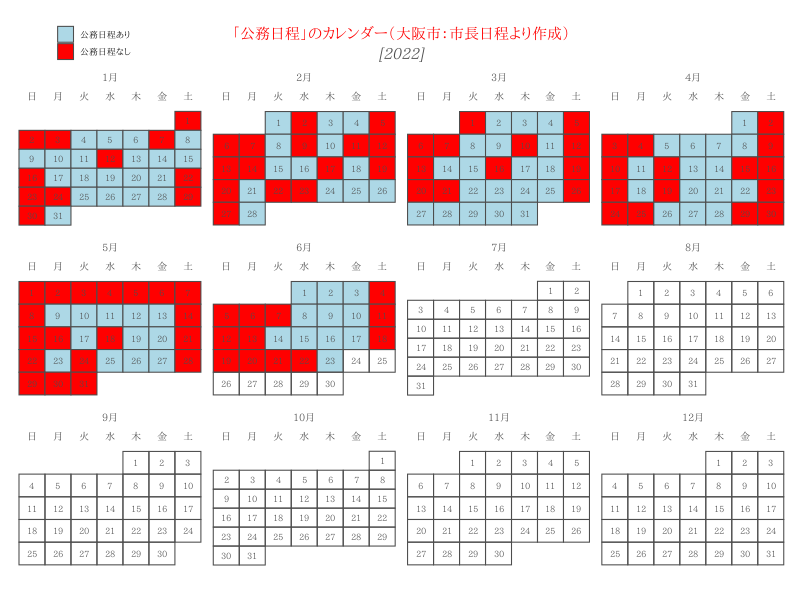 公務日程あり
公務日程なし
「公務日程」のカレンダー（大阪市：市長日程より作成）
[2022]
1月
日 月 火 水 木 金 土
1
2 3 4 5 6 7 8
9 10 11 12 13 14 15
16 17 18 19 20 21 22
23 24 25 26 27 28 29
30 31
2月
日 月 火 水 木 金 土
1 2 3 4 5
6 7 8 9 10 11 12
13 14 15 16 17 18 19
20 21 22 23 24 25 26
27 28
3月
日 月 火 水 木 金 土
1 2 3 4 5
6 7 8 9 10 11 12
13 14 15 16 17 18 19
20 21 22 23 24 25 26
27 28 29 30 31
4月
日 月 火 水 木 金 土
1 2
3 4 5 6 7 8 9
10 11 12 13 14 15 16
17 18 19 20 21 22 23
24 25 26 27 28 29 30
5月
日 月 火 水 木 金 土
1 2 3 4 5 6 7
8 9 10 11 12 13 14
15 16 17 18 19 20 21
22 23 24 25 26 27 28
29 30 31
6月
日 月 火 水 木 金 土
1 2 3 4
5 6 7 8 9 10 11
12 13 14 15 16 17 18
19 20 21 22 23 24 25
26 27 28 29 30
7月
日 月 火 水 木 金 土
1 2
3 4 5 6 7 8 9
10 11 12 13 14 15 16
17 18 19 20 21 22 23
24 25 26 27 28 29 30
31
8月
日 月 火 水 木 金 土
1 2 3 4 5 6
7 8 9 10 11 12 13
14 15 16 17 18 19 20
21 22 23 24 25 26 27
28 29 30 31
9月
日 月 火 水 木 金 土
1 2 3
4 5 6 7 8 9 10
11 12 13 14 15 16 17
18 19 20 21 22 23 24
25 26 27 28 29 30
10月
日 月 火 水 木 金 土
1
2 3 4 5 6 7 8
9 10 11 12 13 14 15
16 17 18 19 20 21 22
23 24 25 26 27 28 29
30 31
11月
日 月 火 水 木 金 土
1 2 3 4 5
6 7 8 9 10 11 12
13 14 15 16 17 18 19
20 21 22 23 24 25 26
27 28 29 30
12月
日 月 火 水 木 金 土
1 2 3
4 5 6 7 8 9 10
11 12 13 14 15 16 17
18 19 20 21 22 23 24
25 26 27 28 29 30 31